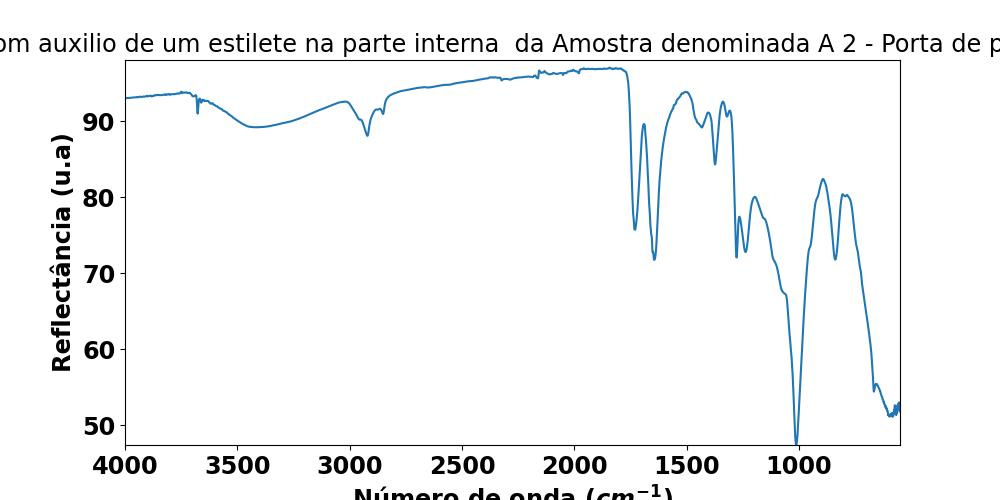 auxilio de um estilete na parte interna  da Amostra denominada A 2 - Porta de
Reflectância (u.a)
90
80
70
60
50
4000 3500 3000 2500 2000 1500 1000
Número de onda (cm⁻¹)